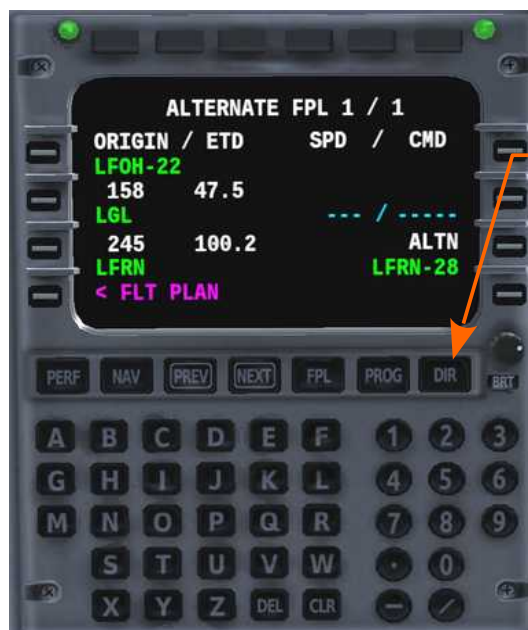 ALTERNATE FPL 1 / 1
ORIGIN / ETD SPD / CMD
LFOH-22
158 47.5
LGL --- / -----
245 100.2 ALTN
LFRN LFRN-28
< FLT PLAN
PERF NAV PREV NEXT FPL PROG DIR BRT
A B C D E F 1 2 3
G H I J K L 4 5 6
M N O P Q R 7 8 9
S T U V W · 0
X Y Z DEL CLR − /